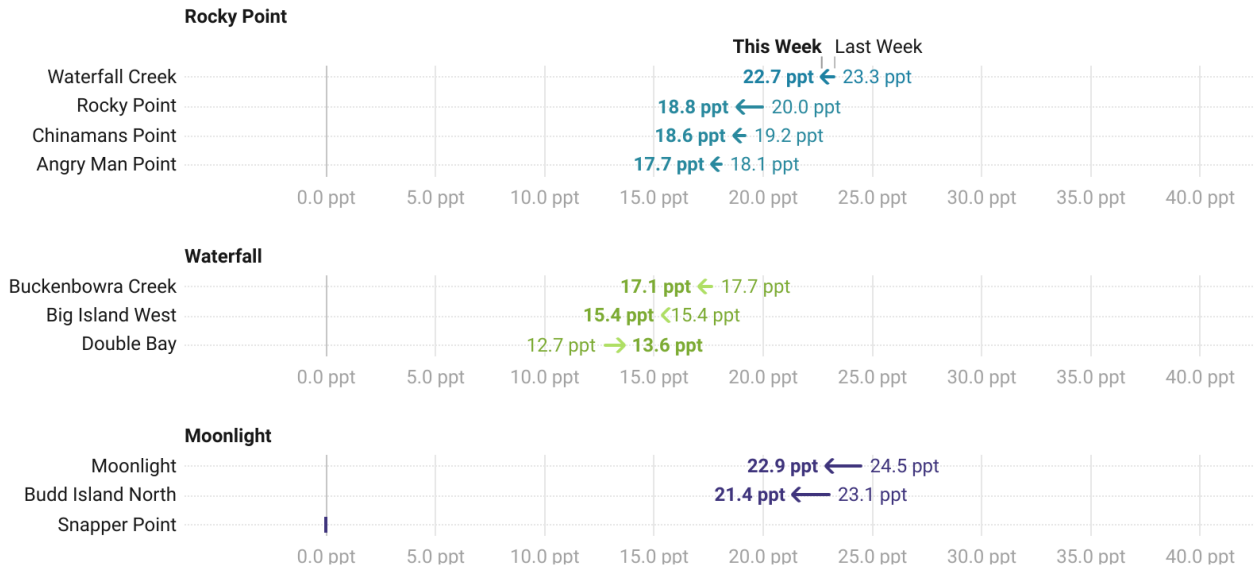 Rocky Point
This Week Last Week
Waterfall Creek 22.7 ppt 23.3 ppt
Rocky Point 18.8 ppt 20.0 ppt
Chinamans Point 18.6 ppt 19.2 ppt
Angry Man Point 17.7 ppt 18.1 ppt
0.0 ppt 5.0 ppt 10.0 ppt 15.0 ppt 20.0 ppt 25.0 ppt 30.0 ppt 35.0 ppt 40.0 ppt
Waterfall
Buckenbowra Creek 17.1 ppt 17.7 ppt
Big Island West 15.4 ppt 15.4 ppt
Double Bay 12.7 ppt 13.6 ppt
0.0 ppt 5.0 ppt 10.0 ppt 15.0 ppt 20.0 ppt 25.0 ppt 30.0 ppt 35.0 ppt 40.0 ppt
Moonlight
Moonlight 22.9 ppt 24.5 ppt
Budd Island North 21.4 ppt 23.1 ppt
Snapper Point
0.0 ppt 5.0 ppt 10.0 ppt 15.0 ppt 20.0 ppt 25.0 ppt 30.0 ppt 35.0 ppt 40.0 ppt